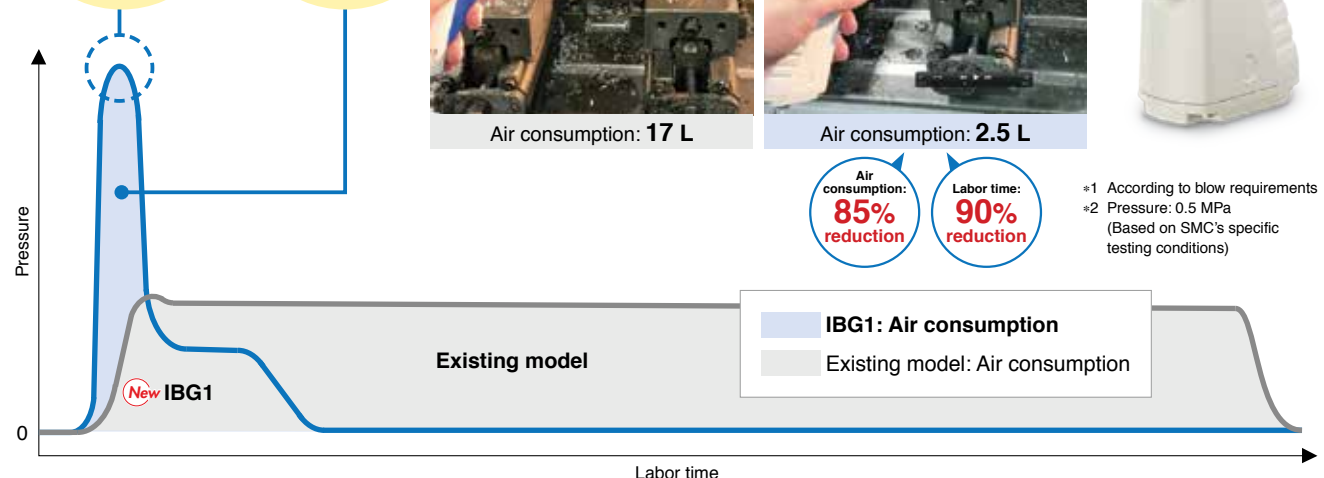 Air consumption: 17 L
Air consumption: 2.5 L
Air
consumption:
85%
reduction
Labor time:
90%
reduction
*1 According to blow requirements
*2 Pressure: 0.5 MPa
(Based on SMC's specific
testing conditions)
Pressure
IBG1: Air consumption
Existing model: Air consumption
Existing model
New IBG1
0
Labor time